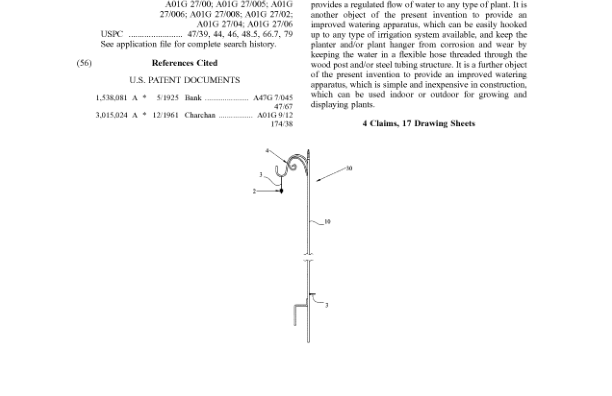 A01G 27/00; A01G 27/005; A01G
27/006; A01G 27/008; A01G 27/02;
A01G 27/04; A01G 27/06
USPC ........................ 47/39, 44, 46, 48.5, 66.7, 79
See application file for complete search history.
(56) References Cited
U.S. PATENT DOCUMENTS
1,538,081 A * 5/1925 Bank .................... A47G 7/045
47/67
3,015,024 A * 12/1961 Charchan ............... A01G 9/12
174/38
provides a regulated flow of water to any type of plant. It is
another object of the present invention to provide an
improved watering apparatus, which can be easily hooked
up to any type of irrigation system available, and keep the
planter and/or plant hanger from corrosion and wear by
keeping the water in a flexible hose threaded through the
wood post and/or steel tubing structure. It is a further object
of the present invention to provide an improved watering
apparatus, which is simple and inexpensive in construction,
which can be used indoor or outdoor for growing and
displaying plants.
4 Claims, 17 Drawing Sheets
4
3
2
10
3